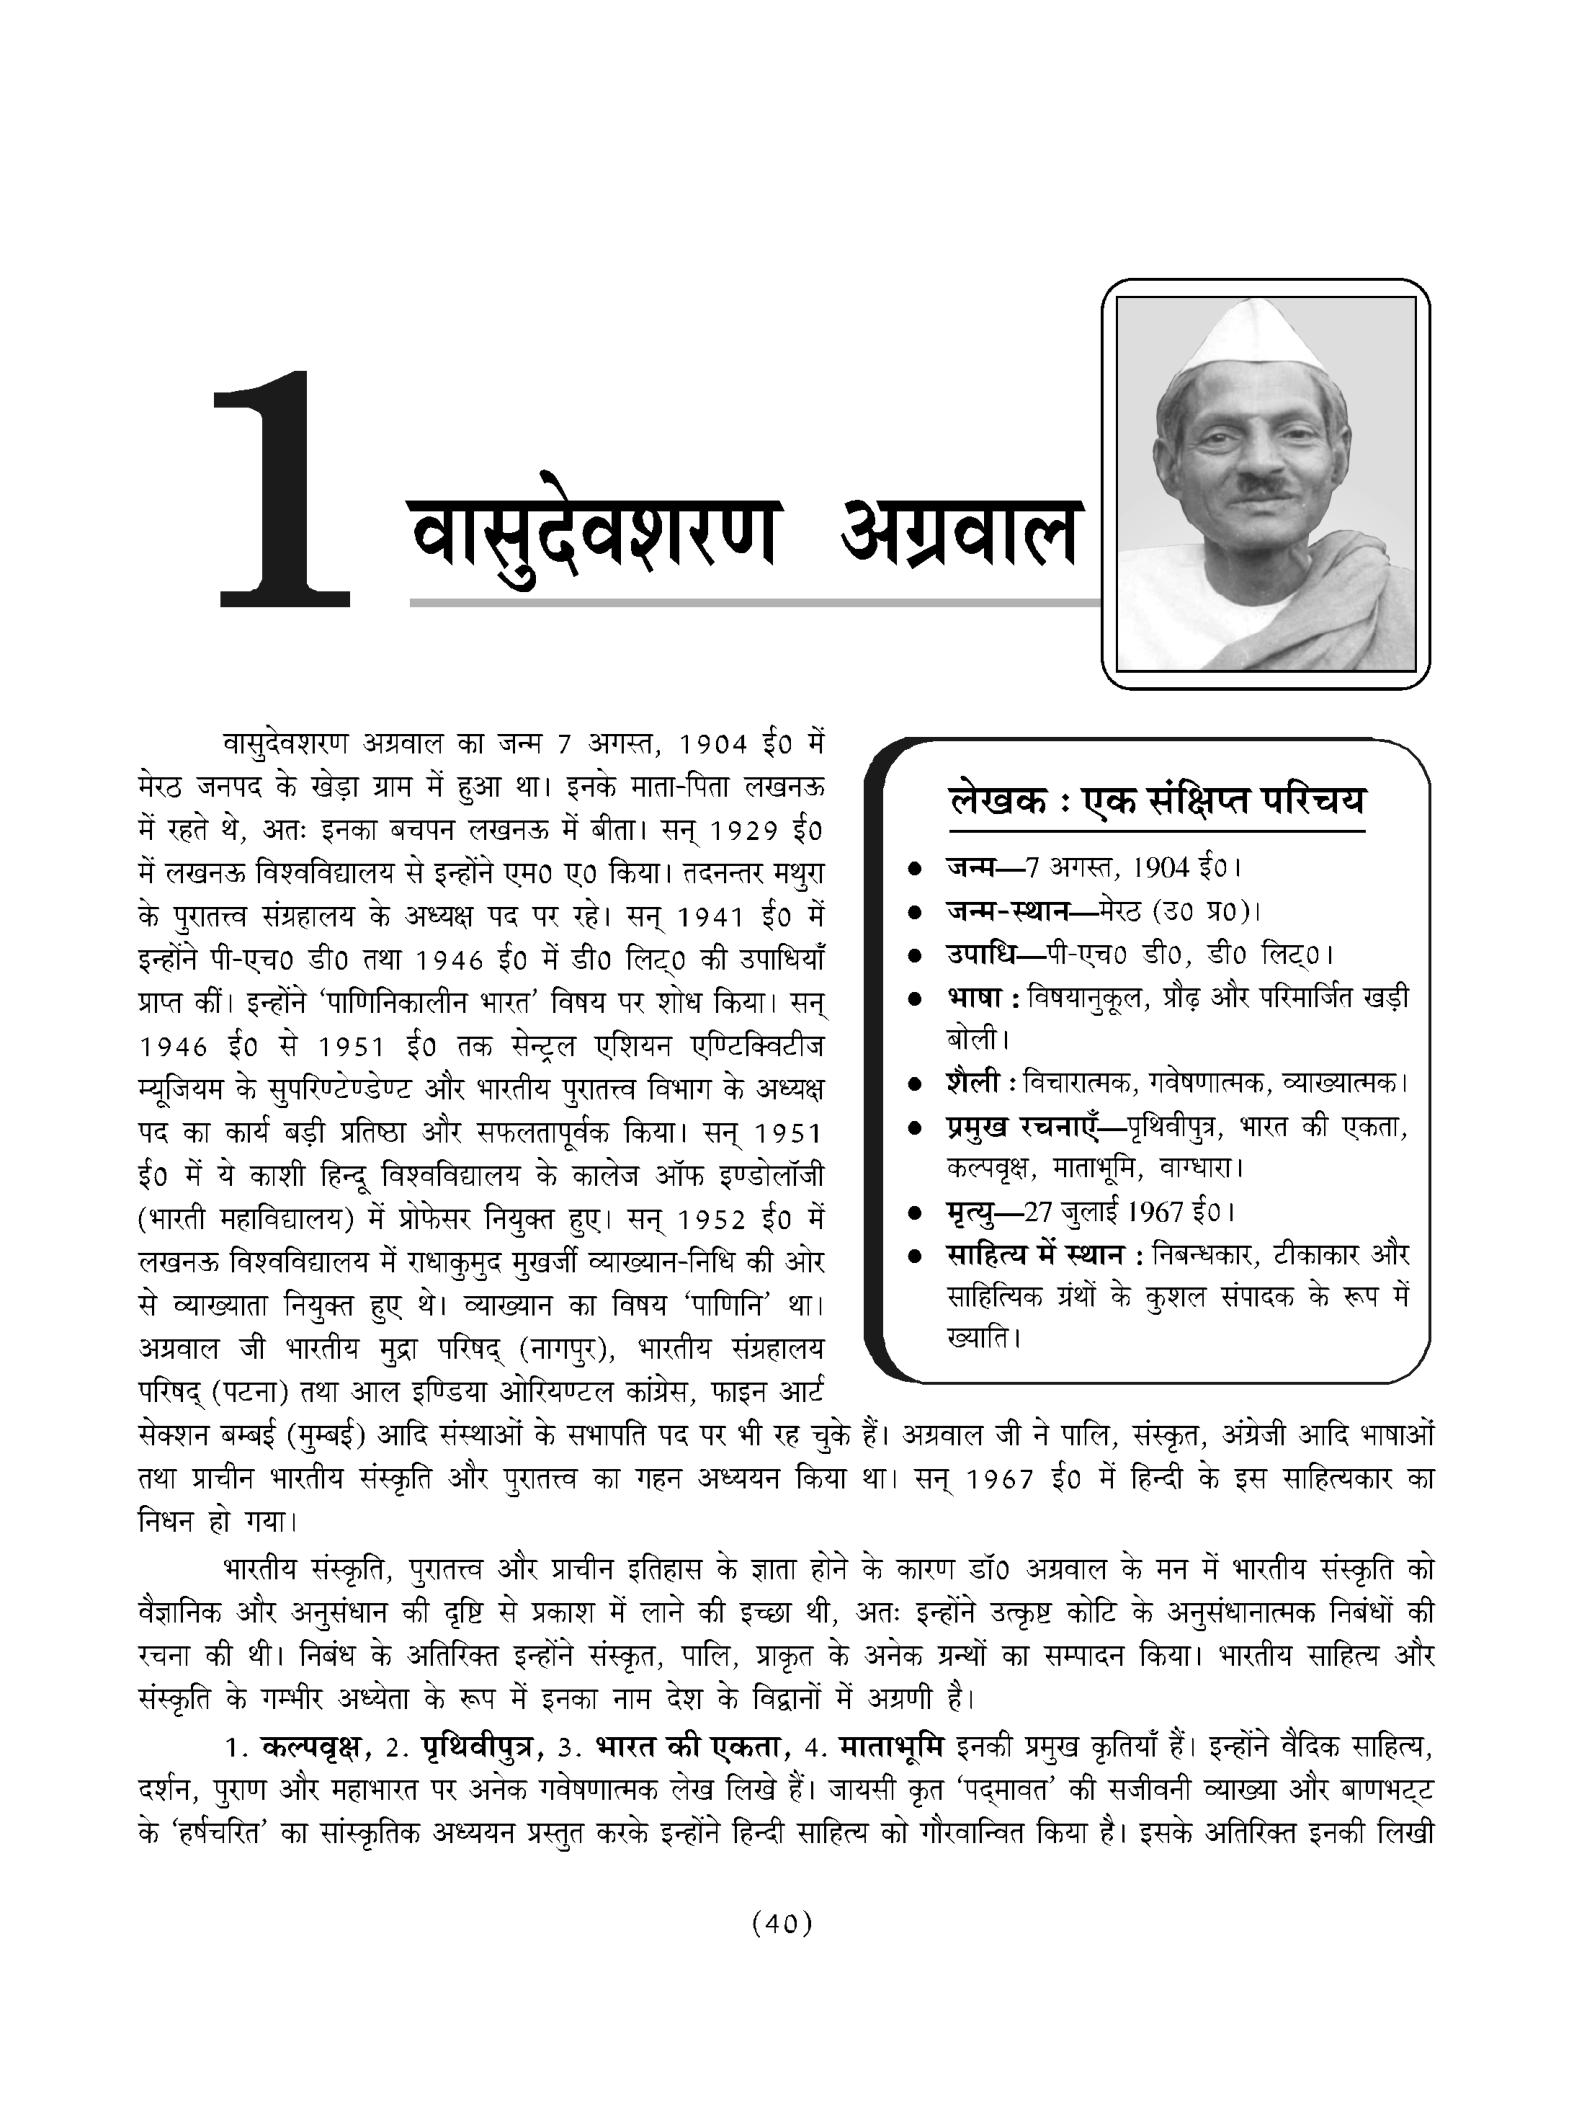 1
वासुदेवशरण अग्रवाल
वासुदेवशरण अग्रवाल का जन्म 7 अगस्त, 1904 ई0 में
मेरठ जनपद के खेड़ा ग्राम में हुआ था। इनके माता-पिता लखनऊ
में रहते थे, अतः इनका बचपन लखनऊ में बीता। सन् 1929 ई0
में लखनऊ विश्वविद्यालय से इन्होंने एम0 ए0 किया। तदनन्तर मथुरा
के पुरातत्त्व संग्रहालय के अध्यक्ष पद पर रहे। सन् 1941 ई0 में
इन्होंने पी-एच0 डी0 तथा 1946 ई0 में डी0 लिट्0 की उपाधियाँ
प्राप्त कीं। इन्होंने ‘पाणिनिकालीन भारत’ विषय पर शोध किया। सन्
1946 ई0 से 1951 ई0 तक सेन्ट्रल एशियन एण्टिक्विटीज
म्यूजियम के सुपरिण्टेण्डेण्ट और भारतीय पुरातत्त्व विभाग के अध्यक्ष
पद का कार्य बड़ी प्रतिष्ठा और सफलतापूर्वक किया। सन् 1951
ई0 में ये काशी हिन्दू विश्वविद्यालय के कालेज ऑफ इण्डोलॉजी
(भारती महाविद्यालय) में प्रोफेसर नियुक्त हुए। सन् 1952 ई0 में
लखनऊ विश्वविद्यालय में राधाकुमुद मुखर्जी व्याख्यान-निधि की ओर
से व्याख्याता नियुक्त हुए थे। व्याख्यान का विषय ‘पाणिनि’ था।
अग्रवाल जी भारतीय मुद्रा परिषद् (नागपुर), भारतीय संग्रहालय
परिषद् (पटना) तथा आल इण्डिया ओरियण्टल कांग्रेस, फाइन आर्ट
सेक्शन बम्बई (मुम्बई) आदि संस्थाओं के सभापति पद पर भी रह चुके हैं। अग्रवाल जी ने पालि, संस्कृत, अंग्रेजी आदि भाषाओं
तथा प्राचीन भारतीय संस्कृति और पुरातत्त्व का गहन अध्ययन किया था। सन् 1967 ई0 में हिन्दी के इस साहित्यकार का
निधन हो गया।
लेखक : एक संक्षिप्त परिचय
● जन्म—7 अगस्त, 1904 ई0।
● जन्म-स्थान—मेरठ (उ0 प्र0)।
● उपाधि—पी-एच0 डी0, डी0 लिट्0।
● भाषा : विषयानुकूल, प्रौढ़ और परिमार्जित खड़ी
बोली।
● शैली : विचारात्मक, गवेषणात्मक, व्याख्यात्मक।
● प्रमुख रचनाएँ—पृथिवीपुत्र, भारत की एकता,
कल्पवृक्ष, माताभूमि, वाग्धारा।
● मृत्यु—27 जुलाई 1967 ई0।
● साहित्य में स्थान : निबन्धकार, टीकाकार और
साहित्यिक ग्रंथों के कुशल संपादक के रूप में
ख्याति।
भारतीय संस्कृति, पुरातत्त्व और प्राचीन इतिहास के ज्ञाता होने के कारण डॉ0 अग्रवाल के मन में भारतीय संस्कृति को
वैज्ञानिक और अनुसंधान की दृष्टि से प्रकाश में लाने की इच्छा थी, अतः इन्होंने उत्कृष्ट कोटि के अनुसंधानात्मक निबंधों की
रचना की थी। निबंध के अतिरिक्त इन्होंने संस्कृत, पालि, प्राकृत के अनेक ग्रन्थों का सम्पादन किया। भारतीय साहित्य और
संस्कृति के गम्भीर अध्येता के रूप में इनका नाम देश के विद्वानों में अग्रणी है।
1. कल्पवृक्ष, 2. पृथिवीपुत्र, 3. भारत की एकता, 4. माताभूमि इनकी प्रमुख कृतियाँ हैं। इन्होंने वैदिक साहित्य,
दर्शन, पुराण और महाभारत पर अनेक गवेषणात्मक लेख लिखे हैं। जायसी कृत ‘पद्मावत’ की सजीवनी व्याख्या और बाणभट्ट
के ‘हर्षचरित’ का सांस्कृतिक अध्ययन प्रस्तुत करके इन्होंने हिन्दी साहित्य को गौरवान्वित किया है। इसके अतिरिक्त इनकी लिखी
(40)